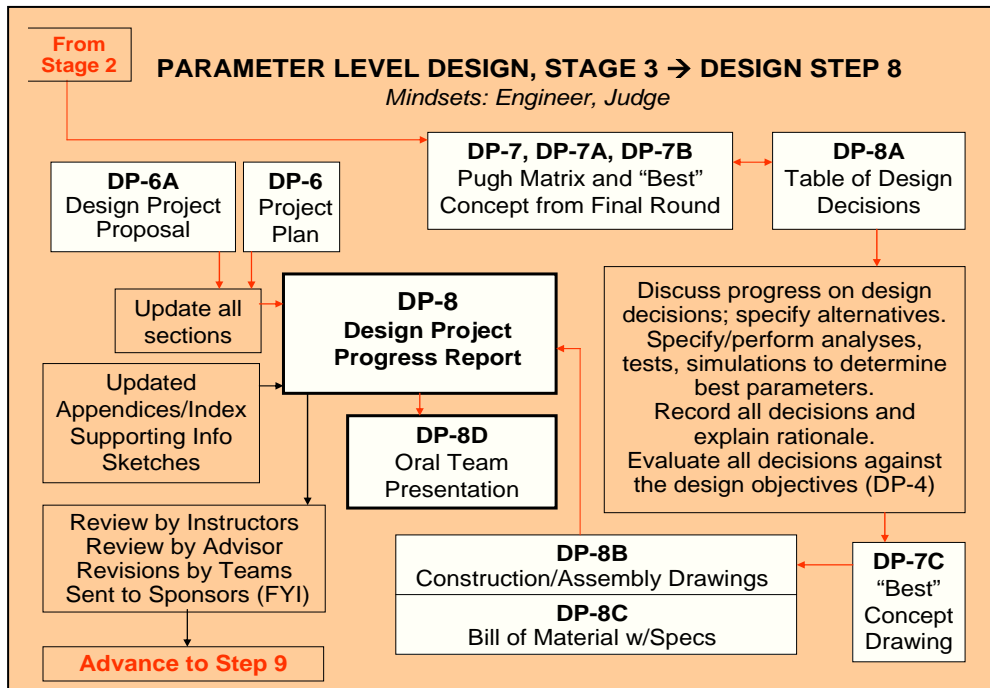 From
Stage 2
PARAMETER LEVEL DESIGN, STAGE 3 → DESIGN STEP 8
Mindsets: Engineer, Judge
DP-7, DP-7A, DP-7B
Pugh Matrix and “Best”
Concept from Final Round
DP-8A
Table of Design
Decisions
DP-6A
Design Project
Proposal
DP-6
Project
Plan
Update all
sections
DP-8
Design Project
Progress Report
Discuss progress on design
decisions; specify alternatives.
Specify/perform analyses,
tests, simulations to determine
best parameters.
Record all decisions and
explain rationale.
Evaluate all decisions against
the design objectives (DP-4)
Updated
Appendices/Index
Supporting Info
Sketches
DP-8D
Oral Team
Presentation
Review by Instructors
Review by Advisor
Revisions by Teams
Sent to Sponsors (FYI)
DP-8B
Construction/Assembly Drawings
DP-8C
Bill of Material w/Specs
DP-7C
“Best”
Concept
Drawing
Advance to Step 9